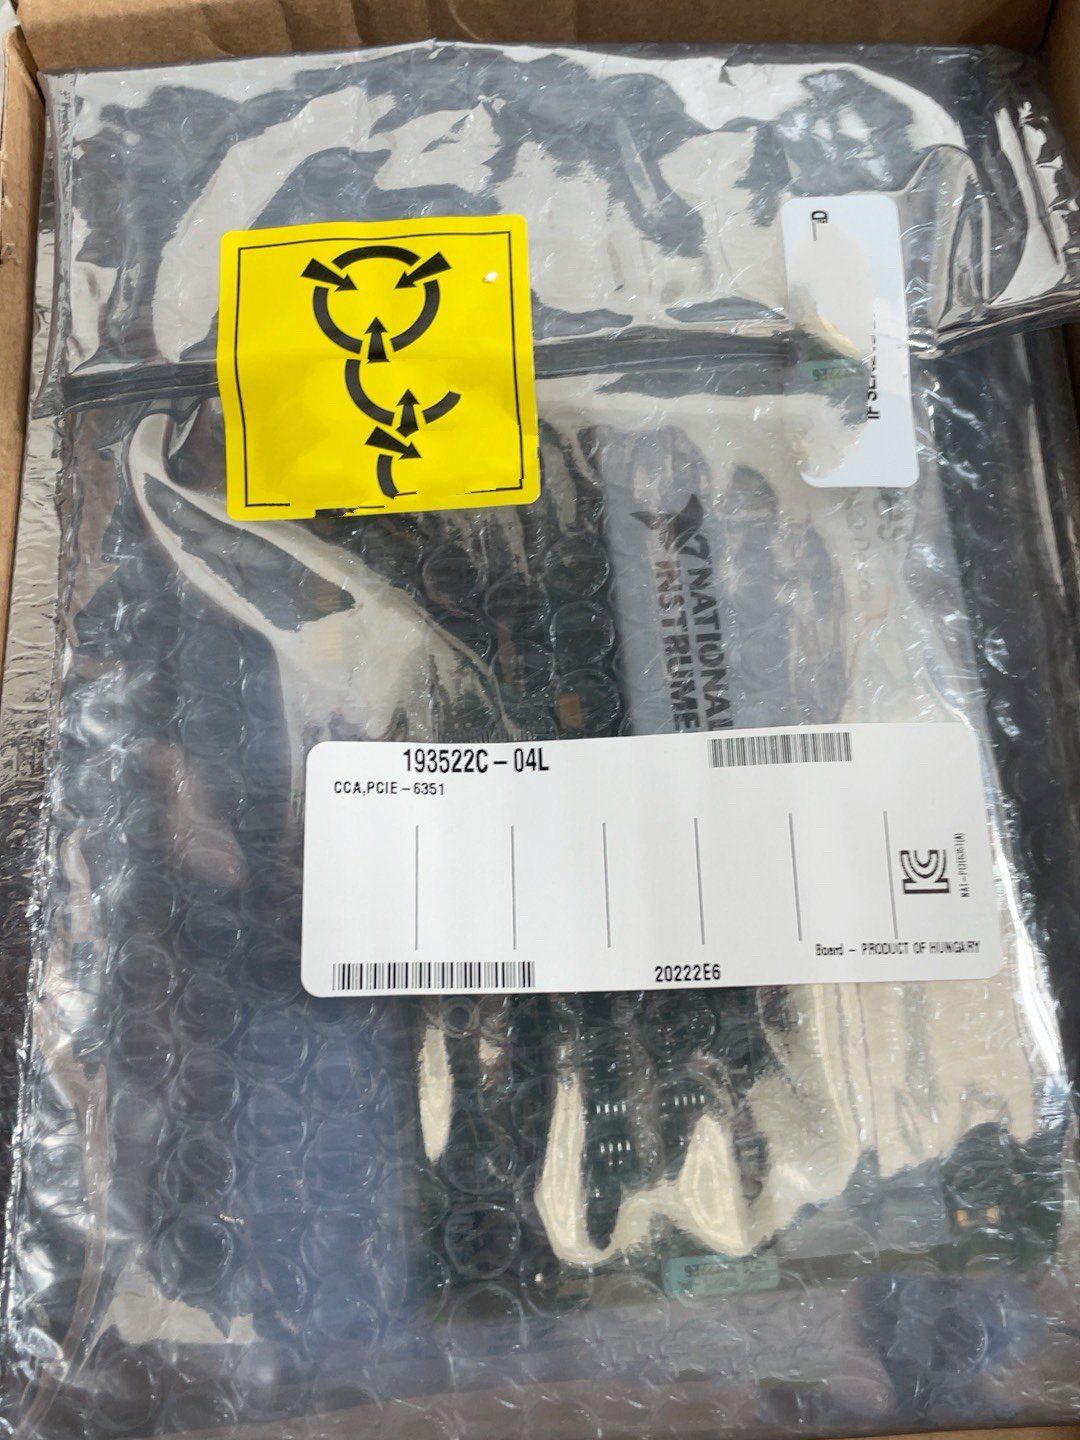 NATIONAL
INSTRUME
193522C-04L
CCA,PCIE-6351
Board - PRODUCT OF HUNGARY
20222E6